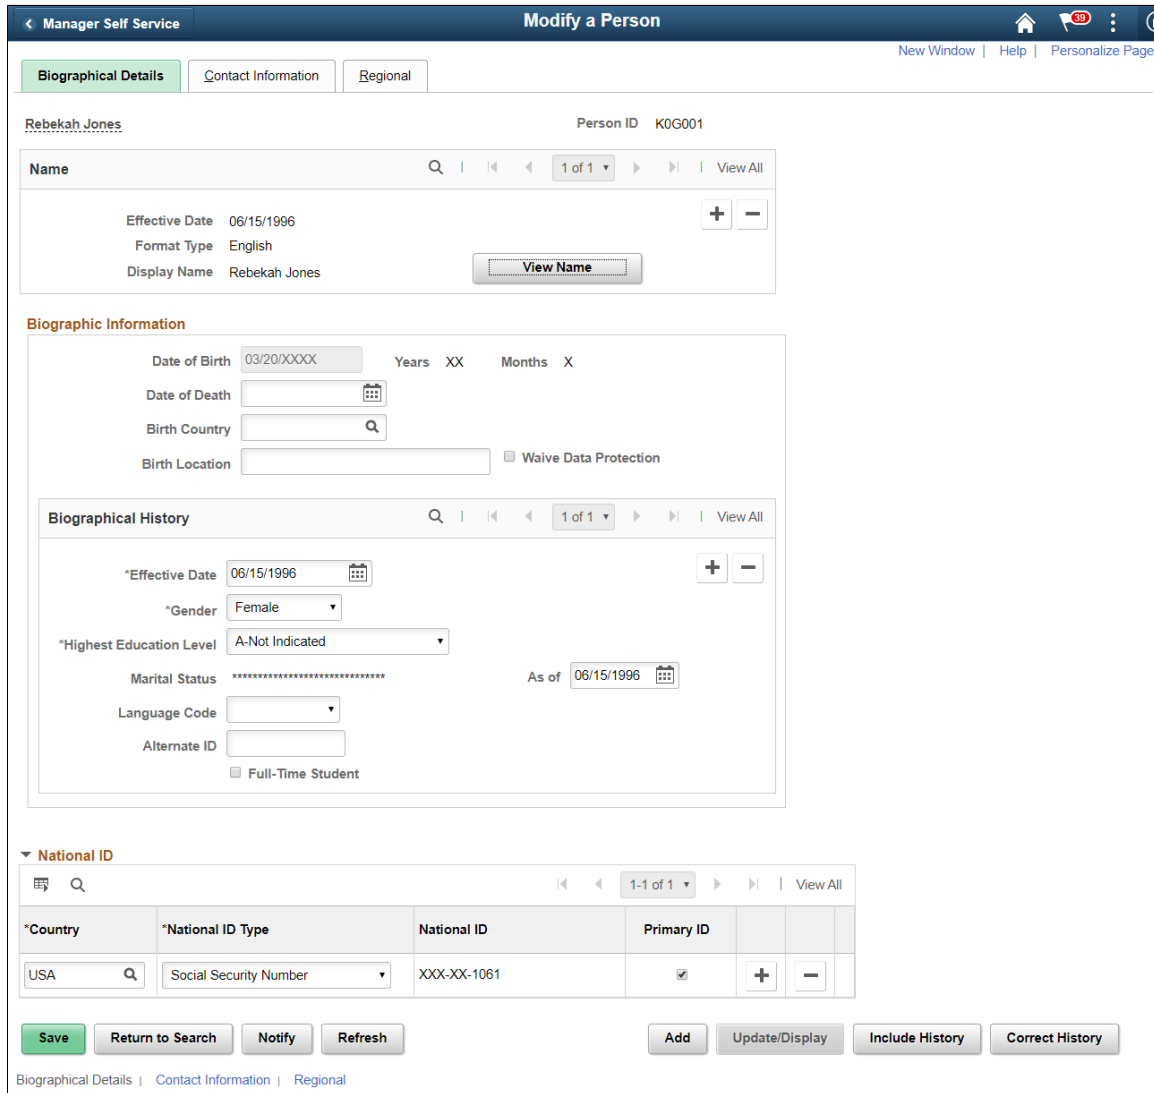 Manager Self Service Modify a Person 39
New Window | Help | Personalize Page
Biographical Details Contact Information Regional
Rebekah Jones Person ID K0G001
Name 1 of 1 View All
Effective Date 06/15/1996
Format Type English
Display Name Rebekah Jones View Name
Biographic Information
Date of Birth 03/20/XXXX Years XX Months X
Date of Death
Birth Country
Birth Location Waive Data Protection
Biographical History 1 of 1 View All
*Effective Date 06/15/1996
*Gender Female
*Highest Education Level A-Not Indicated
Marital Status ****************************** As of 06/15/1996
Language Code
Alternate ID
Full-Time Student
National ID
1-1 of 1 View All
*Country *National ID Type National ID Primary ID
USA Social Security Number XXX-XX-1061
Save Return to Search Notify Refresh Add Update/Display Include History Correct History
Biographical Details | Contact Information | Regional